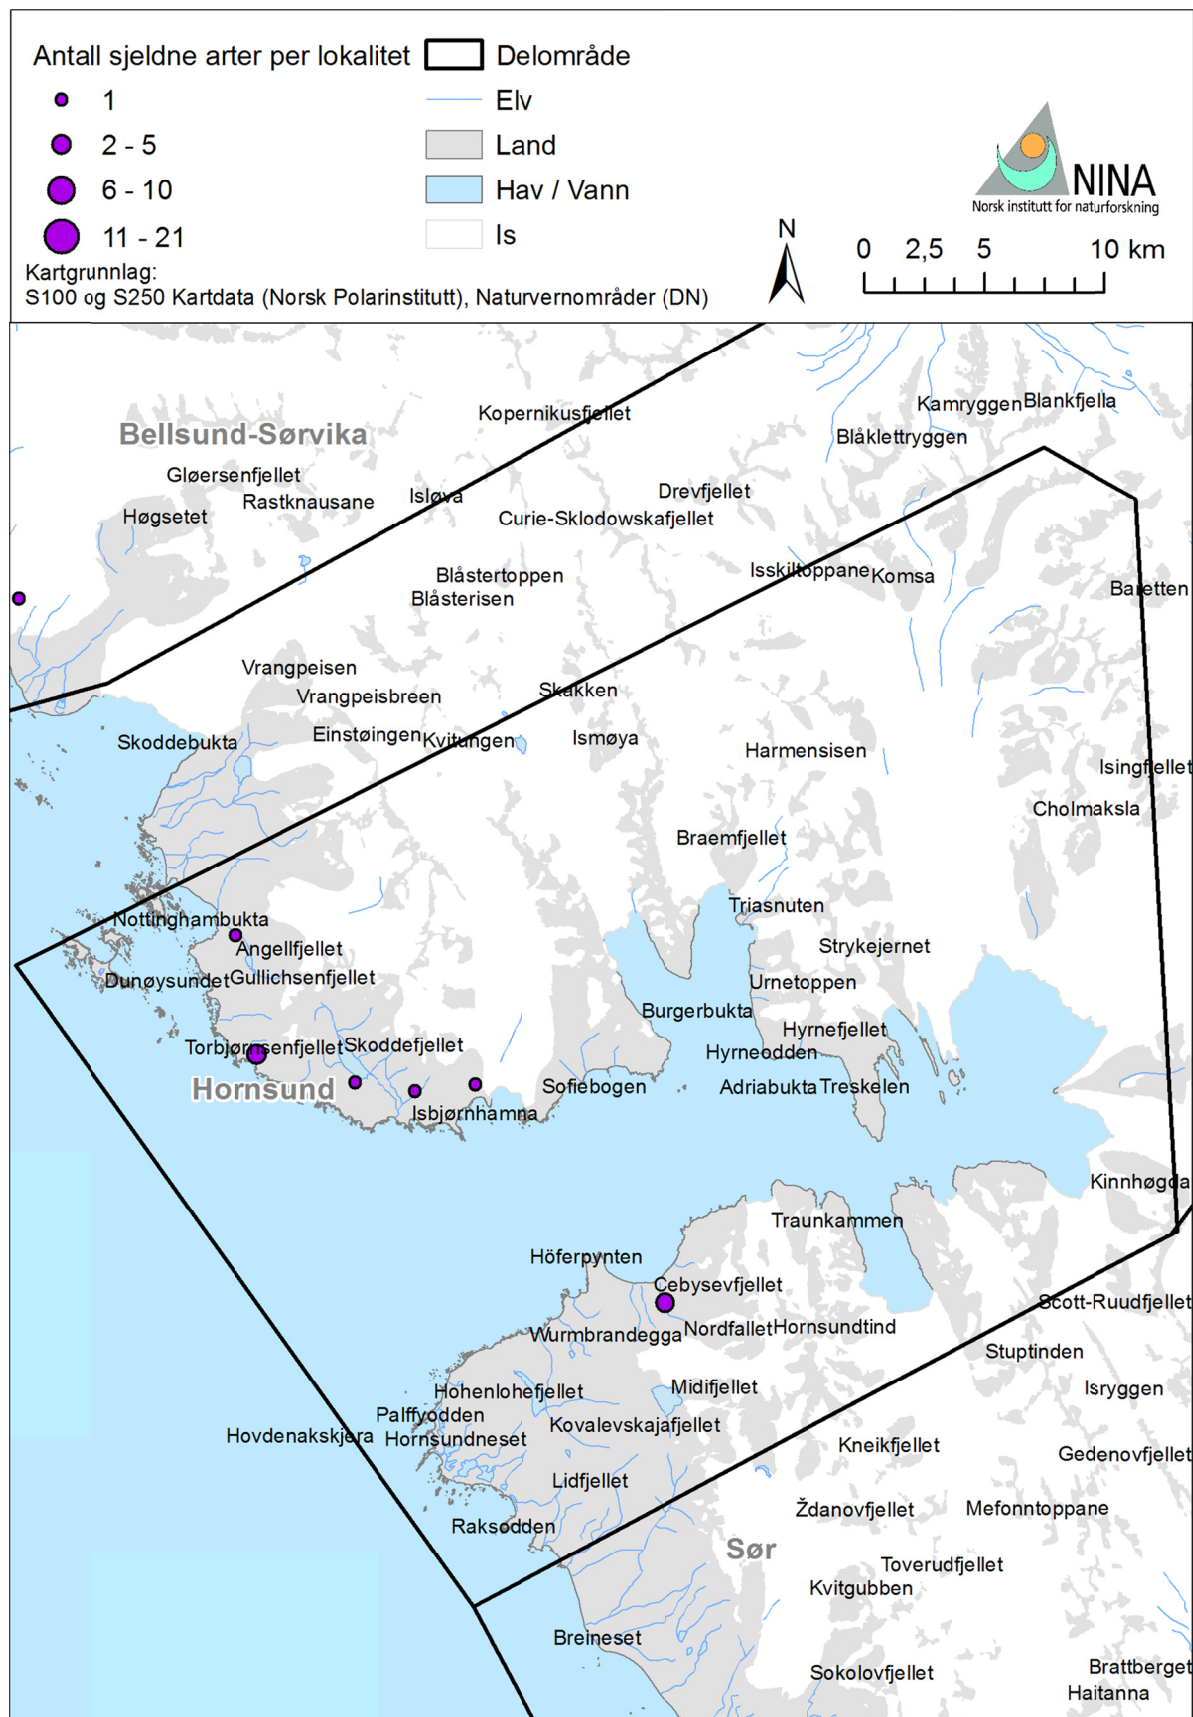 Antall sjeldne arter per lokalitet
1
2 - 5
6 - 10
11 - 21
Delområde
Elv
Land
Hav / Vann
Is
Kartgrunnlag:
S100 og S250 Kartdata (Norsk Polarinstitutt), Naturvernområder (DN)
NINA
Norsk institutt for naturforskning
N
0 2,5 5 10 km
Kopernikusfjellet
Kamryggen
Blankfjella
Bellsund-Sørvika
Blåklettryggen
Gløersenfjellet
Rastknausane
Isløva
Drevfjellet
Høgsetet
Curie-Sklodowskafjellet
Blåstertoppen
Isskiltoppane
Komsa
Baretten
Blåsterisen
Vrangpeisen
Vrangpeisbreen
Skakken
Skoddebukta
Einstøingen
Kvitungen
Ismøya
Harmensisen
Isingfjellet
Cholmaksla
Braemfjellet
Triasnuten
Nottinghambukta
Angellfjellet
Strykejernet
Dunøysundet
Gullichsenfjellet
Urnetoppen
Burgerbukta
Hyrnefjellet
Torbjørnsenfjellet
Skoddefjellet
Hyrneodden
Hornsund
Sofiebogen
Adriabukta
Treskelen
Isbjørnhamna
Kinnhøgda
Traunkammen
Höferpynten
Cebysevfjellet
Scott-Ruudfjellet
Wurmbrandegga
Nordfallet
Hornsundtind
Stuptinden
Hohenlohefjellet
Midifjellet
Isryggen
Palffyodden
Kovalevskajafjellet
Hovdenakskjera
Hornsundneset
Kneikfjellet
Gedenovfjellet
Lidfjellet
Ždanovfjellet
Mefonntoppane
Raksodden
Sør
Toverudfjellet
Kvitgubben
Breineset
Sokolovfjellet
Brattberget
Haitanna